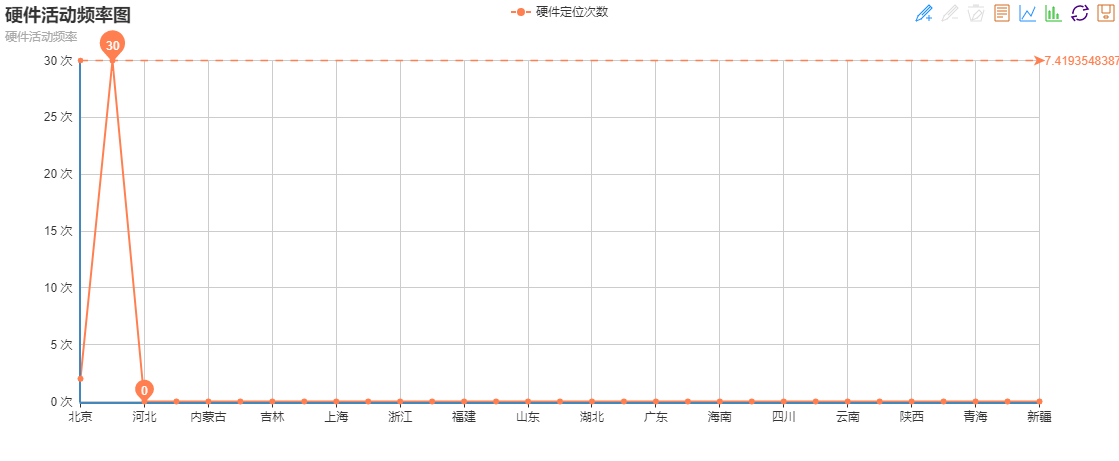 硬件活动频率图
硬件活动频率
硬件定位次数
30
30 次
7.4193548387
25 次
20 次
15 次
10 次
5 次
0
0 次
北京 河北 内蒙古 吉林 上海 浙江 福建 山东 湖北 广东 海南 四川 云南 陕西 青海 新疆